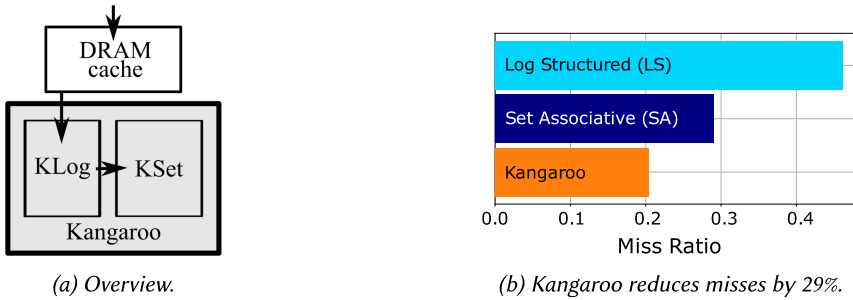 DRAM
cache
KLog
KSet
Kangaroo
(a) Overview.
Log Structured (LS)
Set Associative (SA)
Kangaroo
0.0 0.1 0.2 0.3 0.4
Miss Ratio
(b) Kangaroo reduces misses by 29%.